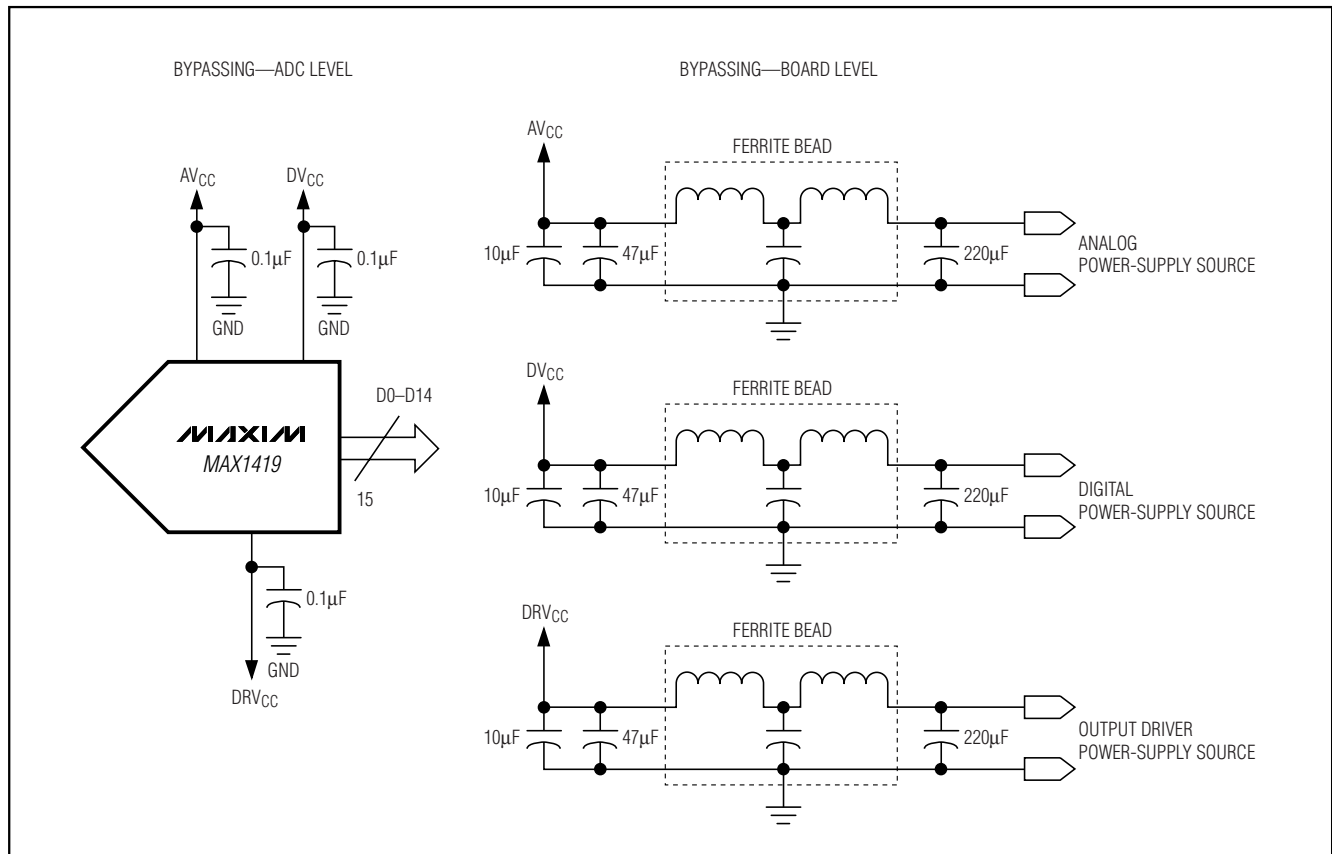 BYPASSING—ADC LEVEL
BYPASSING—BOARD LEVEL
AVCC
DVCC
0.1μF
0.1μF
GND
GND
D0–D14
MAXIM
MAX1419
15
0.1μF
GND
DRVCC
AVCC
FERRITE BEAD
10μF
47μF
220μF
ANALOG
POWER-SUPPLY SOURCE
DVCC
FERRITE BEAD
10μF
47μF
220μF
DIGITAL
POWER-SUPPLY SOURCE
DRVCC
FERRITE BEAD
10μF
47μF
220μF
OUTPUT DRIVER
POWER-SUPPLY SOURCE